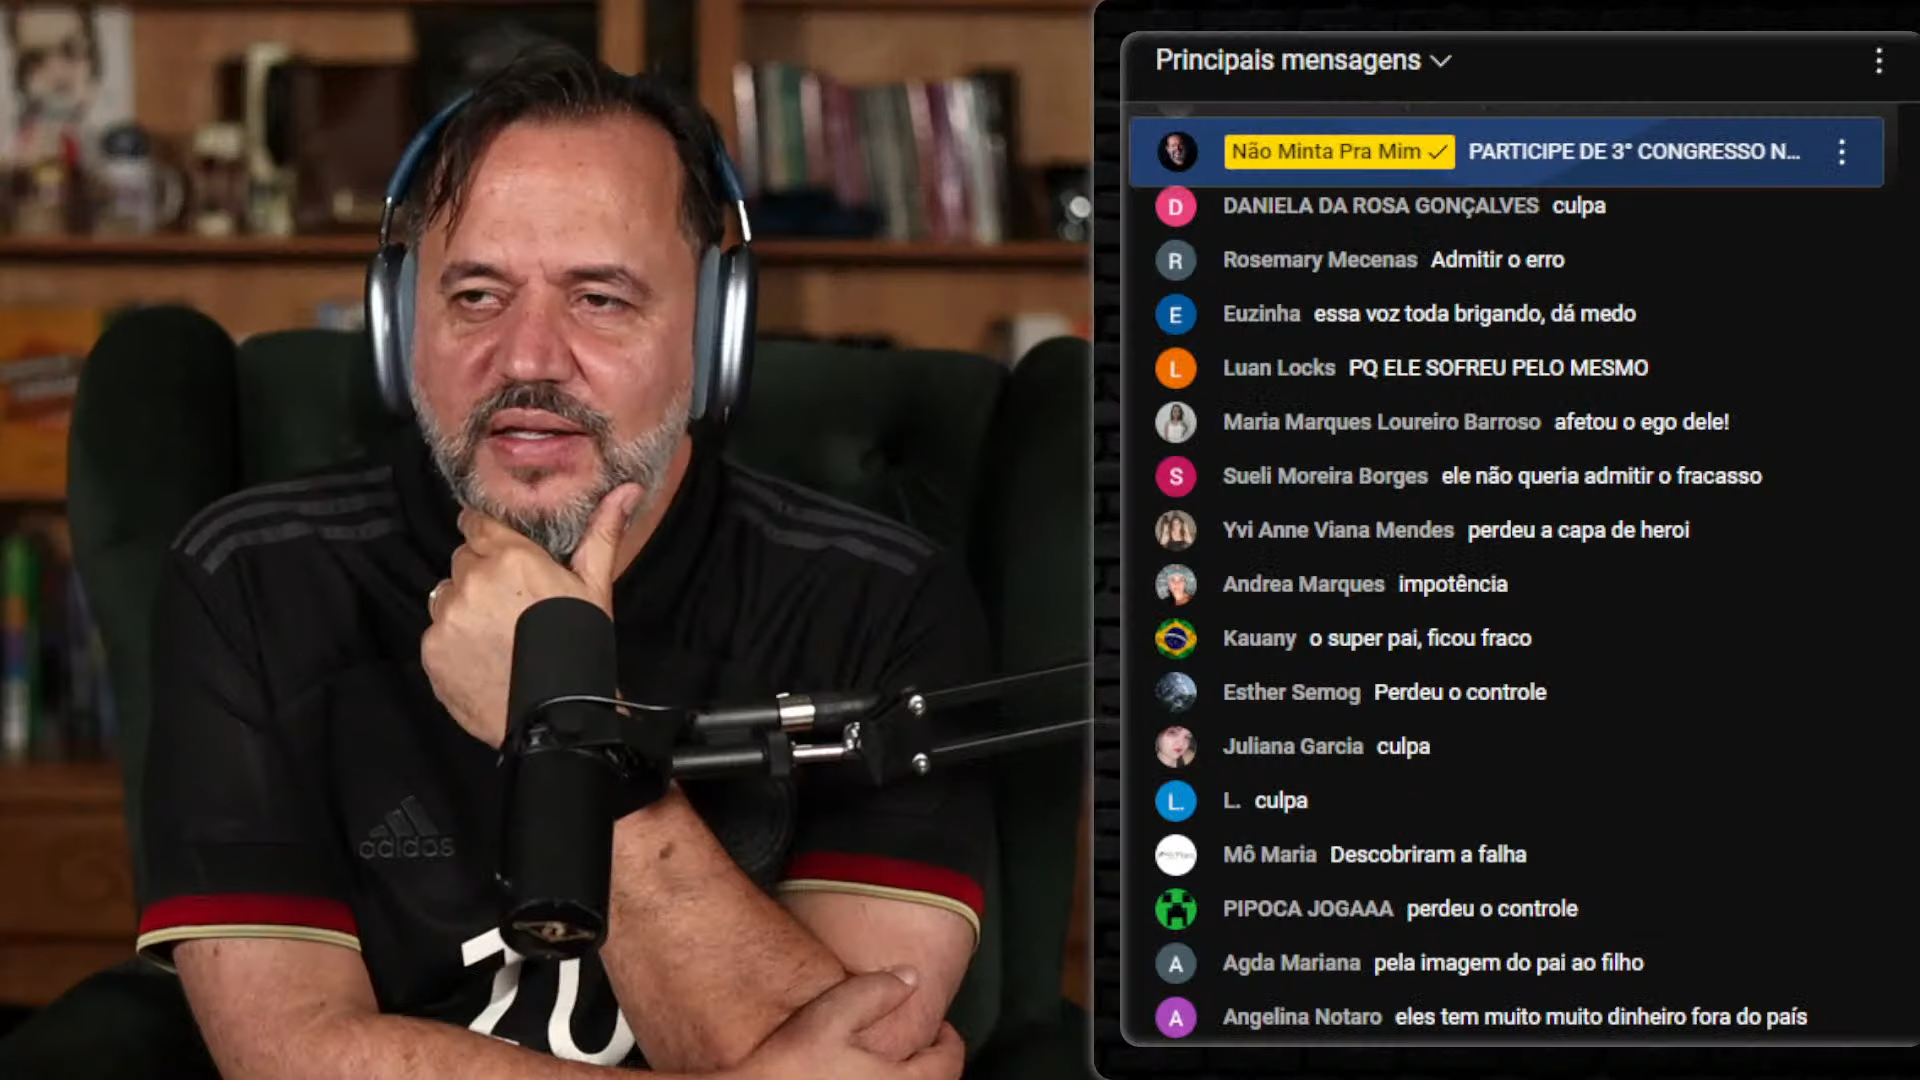 Principais mensagens
Não Minta Pra Mim PARTICIPE DE 3° CONGRESSO N...
D DANIELA DA ROSA GONÇALVES culpa
R Rosemary Mecenas Admitir o erro
E Euzinha essa voz toda brigando, dá medo
L Luan Locks PQ ELE SOFREU PELO MESMO
Maria Marques Loureiro Barroso afetou o ego dele!
S Sueli Moreira Borges ele não queria admitir o fracasso
Yvi Anne Viana Mendes perdeu a capa de heroi
Andrea Marques impotência
Kauany o super pai, ficou fraco
Esther Semog Perdeu o controle
Juliana Garcia culpa
L. L. culpa
Mô Maria Descobriram a falha
PIPOCA JOGAAA perdeu o controle
A Agda Mariana pela imagem do pai ao filho
A Angelina Notaro eles tem muito muito dinheiro fora do país
adidas